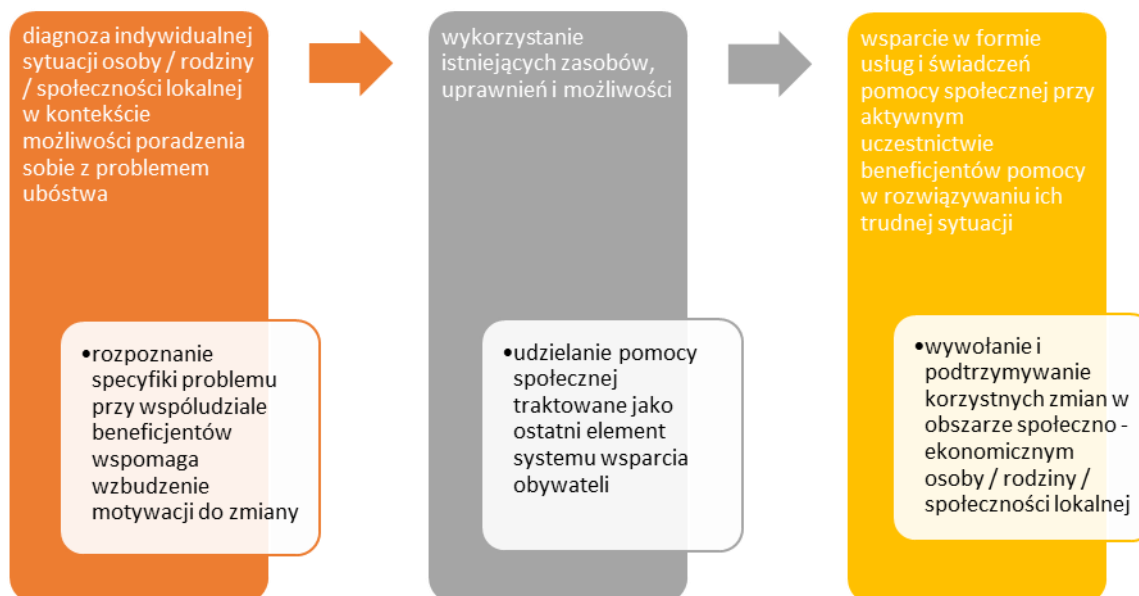 diagnoza indywidualnej
sytuacji osoby / rodziny
/ społeczności lokalnej
w kontekście
możliwości poradzenia
sobie z problemem
ubóstwa
•rozpoznanie
specyfiki problemu
przy współudziale
beneficjentów
wspomaga
wzbudzenie
motywacji do zmiany
wykorzystanie
istniejących zasobów,
uprawnień i możliwości
•udzielanie pomocy
społecznej
traktowane jako
ostatni element
systemu wsparcia
obywateli
wsparcie w formie
usług i świadczeń
pomocy społecznej przy
aktywnym
uczestnictwie
beneficjentów pomocy
w rozwiązywaniu ich
trudnej sytuacji
•wywołanie i
podtrzymywanie
korzystnych zmian w
obszarze społeczno -
ekonomicznym
osoby / rodziny /
społeczności lokalnej